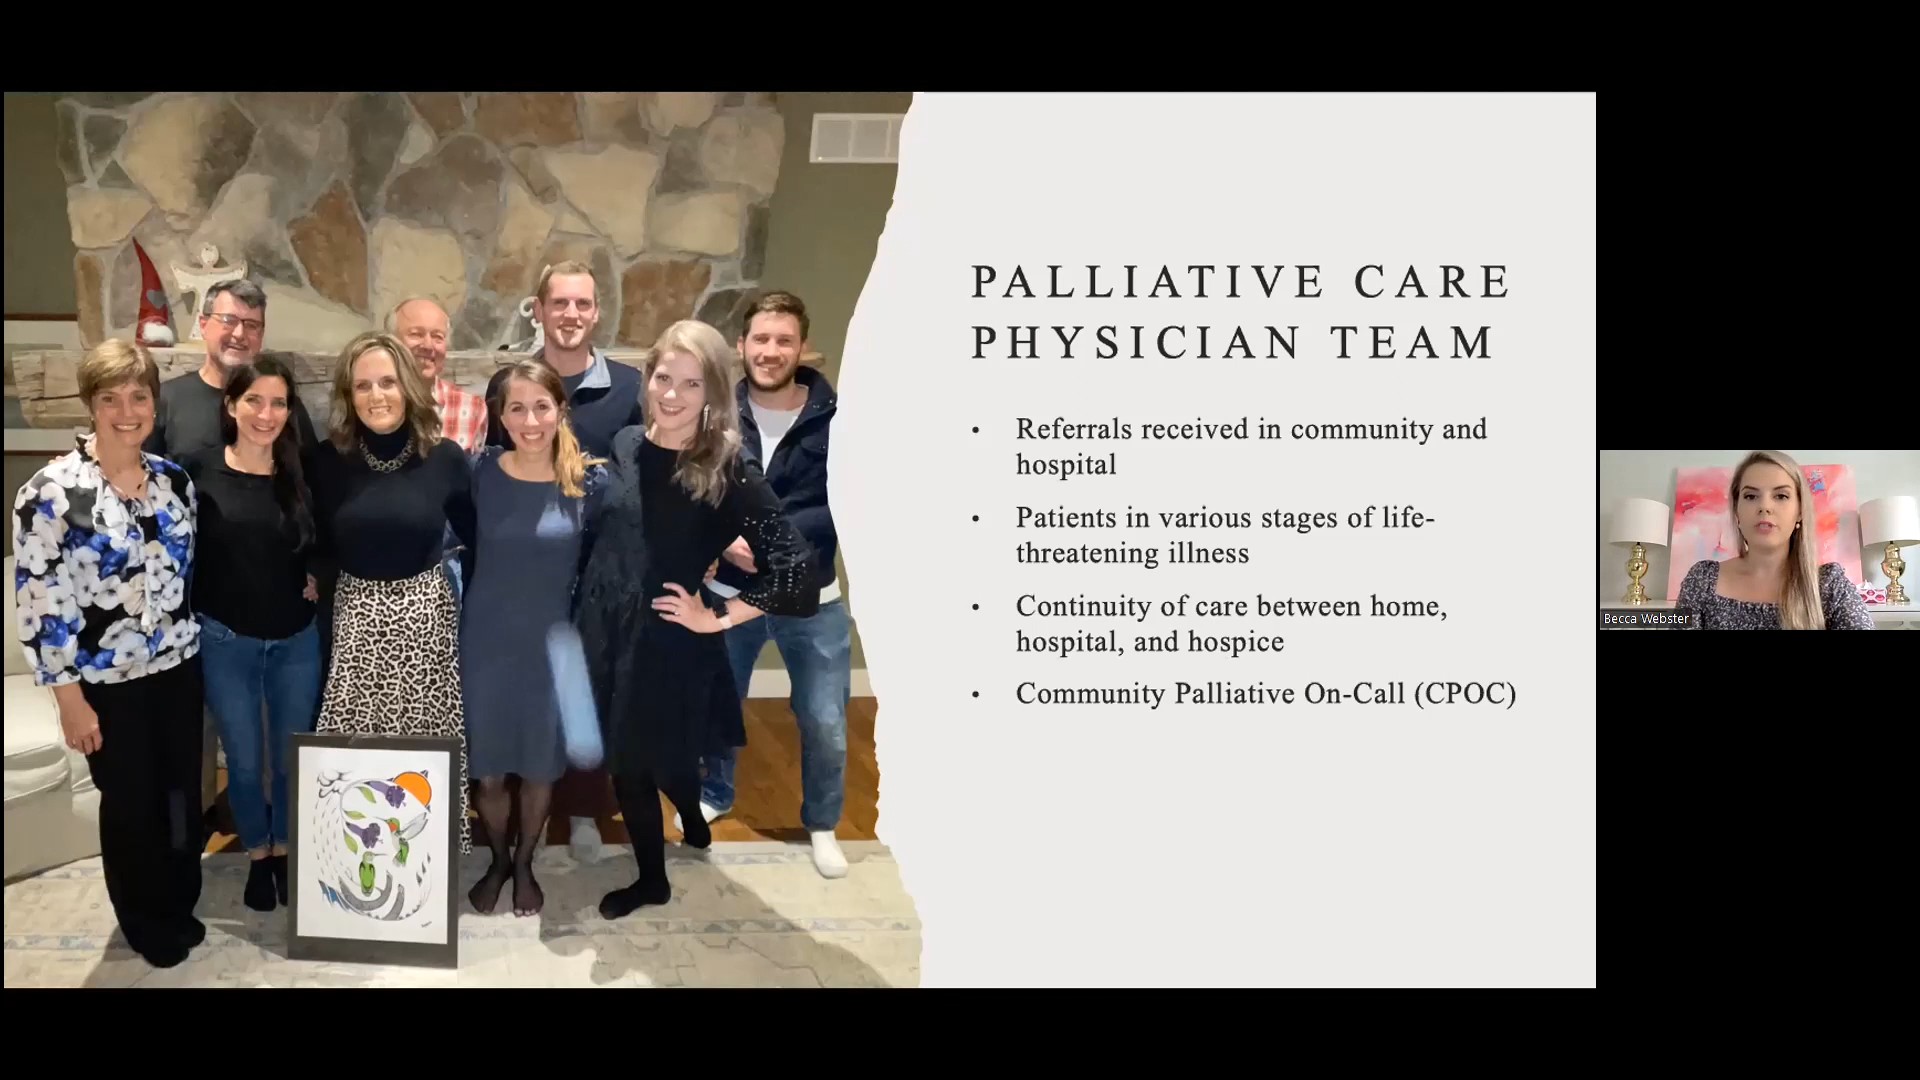 PALLIATIVE CARE
PHYSICIAN TEAM
• Referrals received in community and
hospital
• Patients in various stages of life-
threatening illness
• Continuity of care between home,
hospital, and hospice
• Community Palliative On-Call (CPOC)
Becca Webster